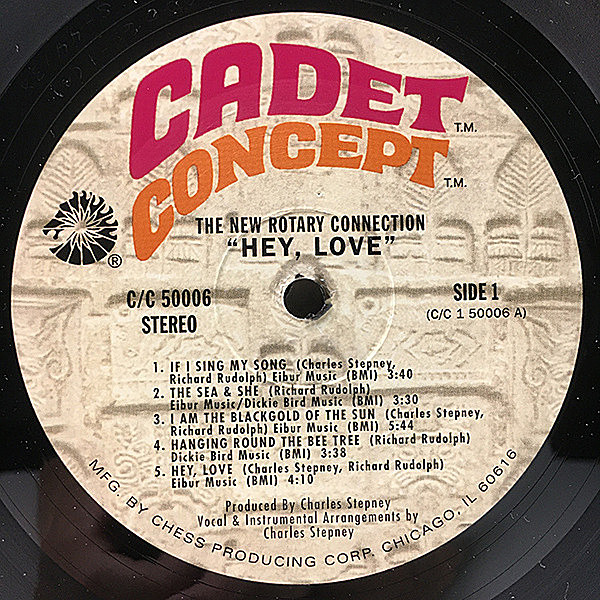 CADET T.M.
CONCEPT T.M.
®
THE NEW ROTARY CONNECTION
"HEY, LOVE"
C/C 50006
STEREO
SIDE 1
(C/C 1 50006 A)
1. IF I SING MY SONG (Charles Stepney,
Richard Rudolph) Eibur Music (BMI) 3:40
2. THE SEA & SHE (Richard Rudolph)
Eibur Music/Dickie Bird Music (BMI) 3:30
3. I AM THE BLACKGOLD OF THE SUN (Charles Stepney,
Richard Rudolph) Eibur Music (BMI) 5:44
4. HANGING ROUND THE BEE TREE (Richard Rudolph)
Dickie Bird Music (BMI) 3:38
5. HEY, LOVE (Charles Stepney, Richard Rudolph)
Eibur Music (BMI) 4:10
Produced By Charles Stepney
Vocal & Instrumental Arrangements by
Charles Stepney
MFG. BY CHESS PRODUCING CORP. CHICAGO, IL 60616